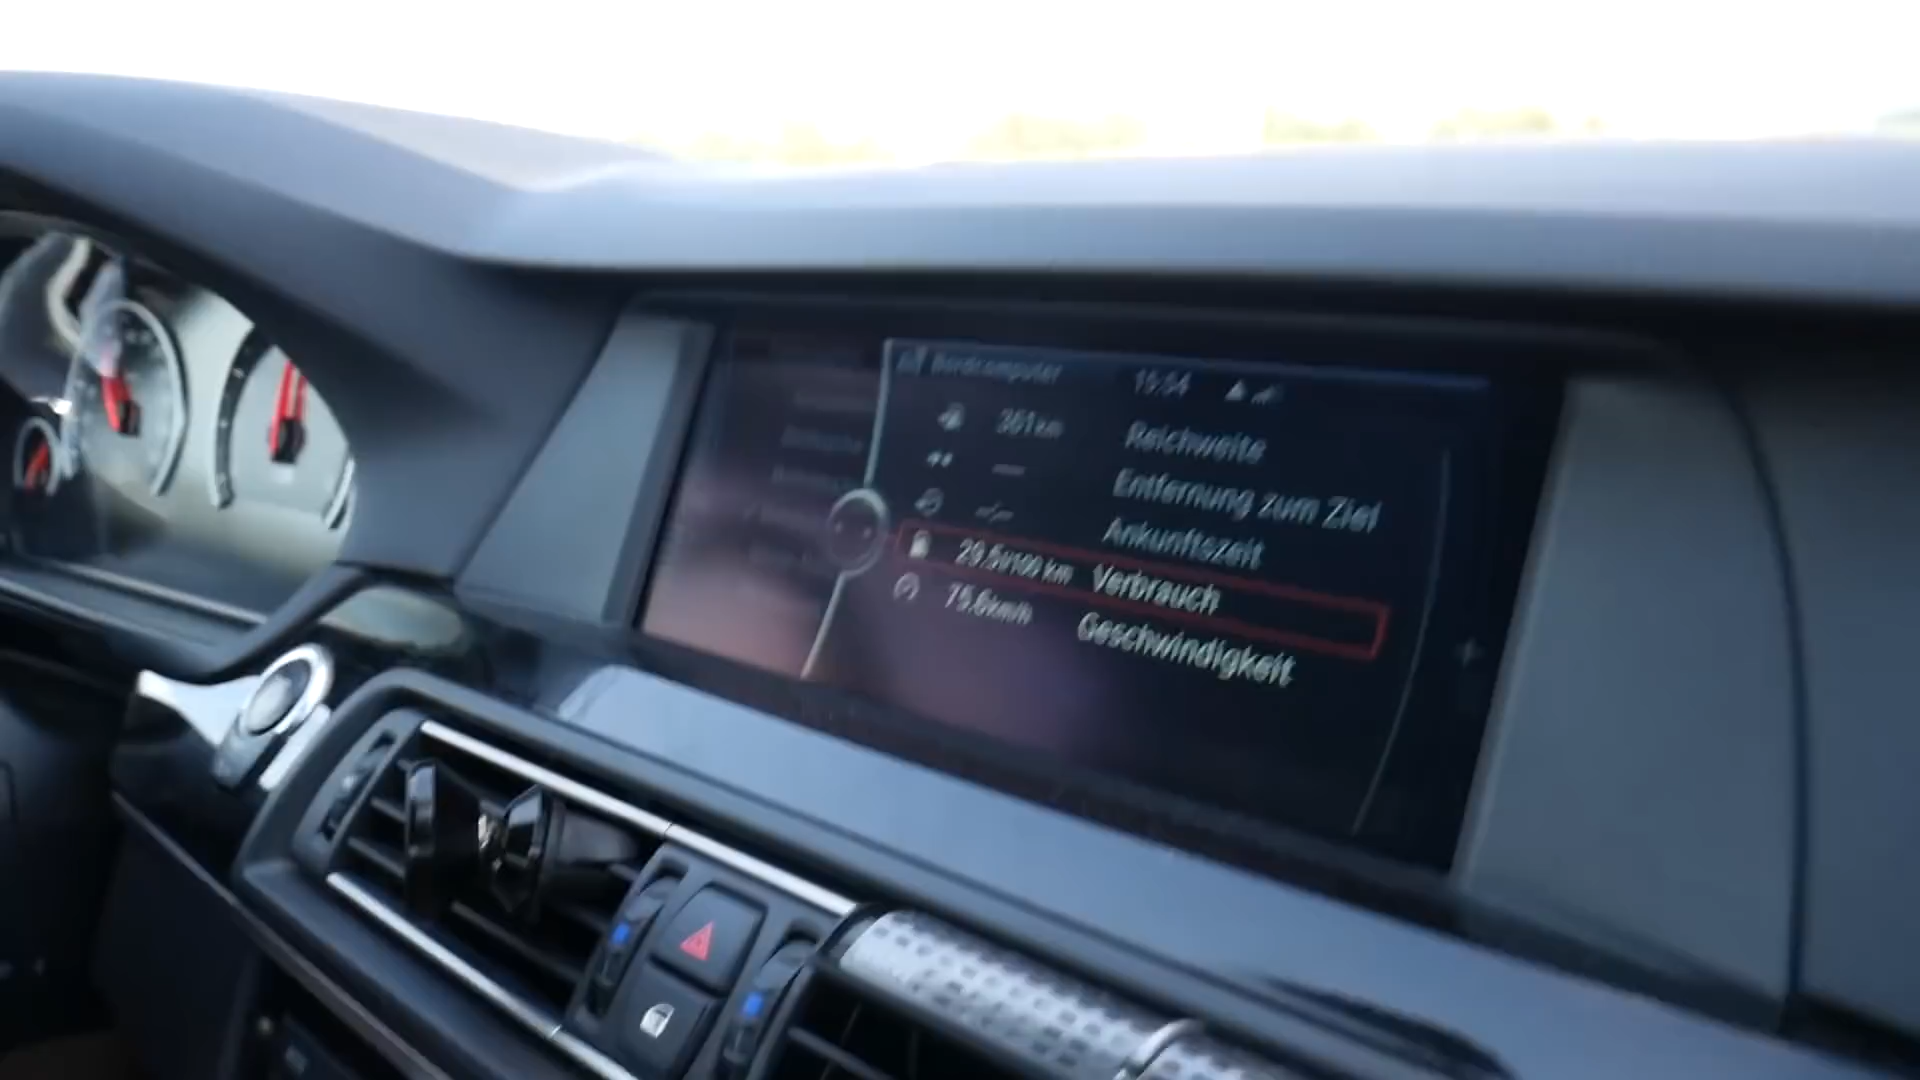 Bordcomputer 15:54
361 km Reichweite
--- Entfernung zum Ziel
--:-- Ankunftszeit
29.5l/100 km Verbrauch
75.6km/h Geschwindigkeit